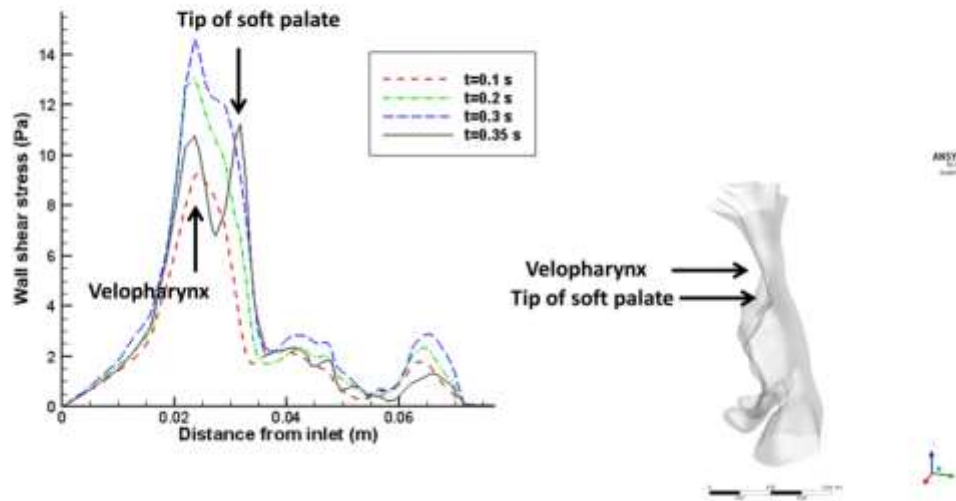 Tip of soft palate
t=0.1 s
t=0.2 s
t=0.3 s
t=0.35 s
Wall shear stress (Pa)
14
12
10
8
6
4
2
0
0
0.02
0.04
0.06
Distance from inlet (m)
Velopharynx
ANSY
Velopharynx
Tip of soft palate